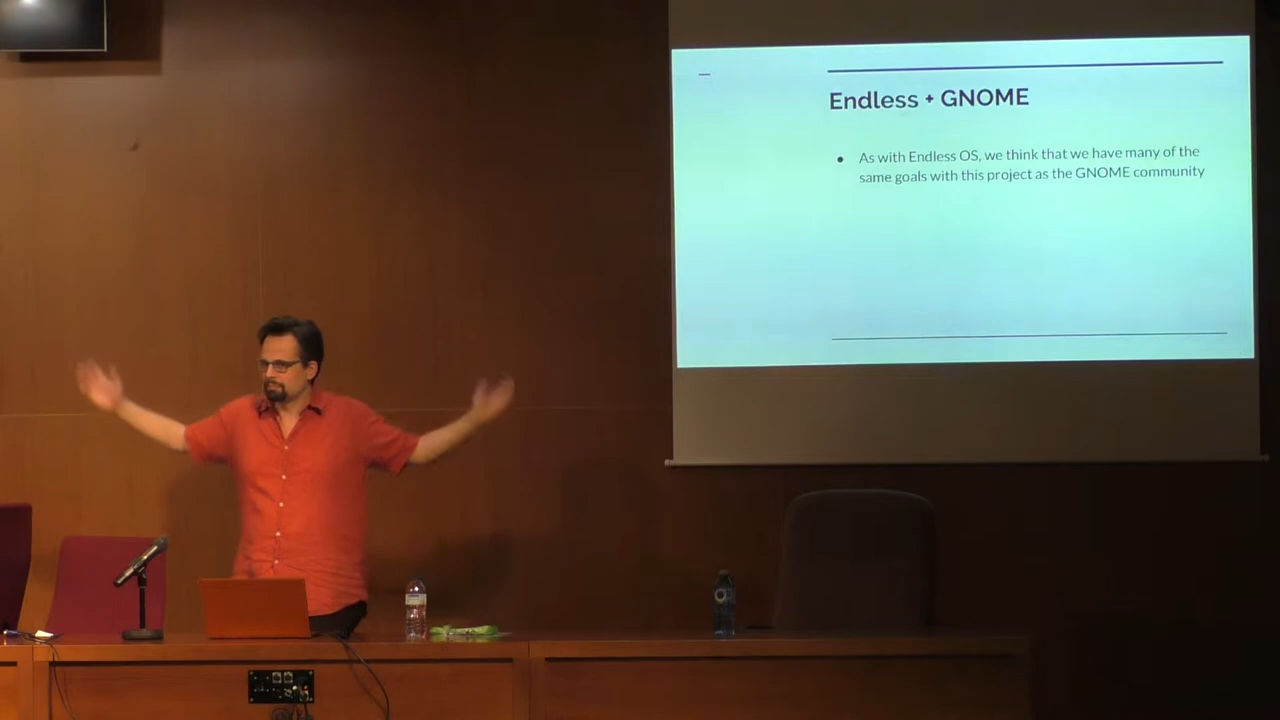 Endless + GNOME
● As with Endless OS, we think that we have many of the
same goals with this project as the GNOME community